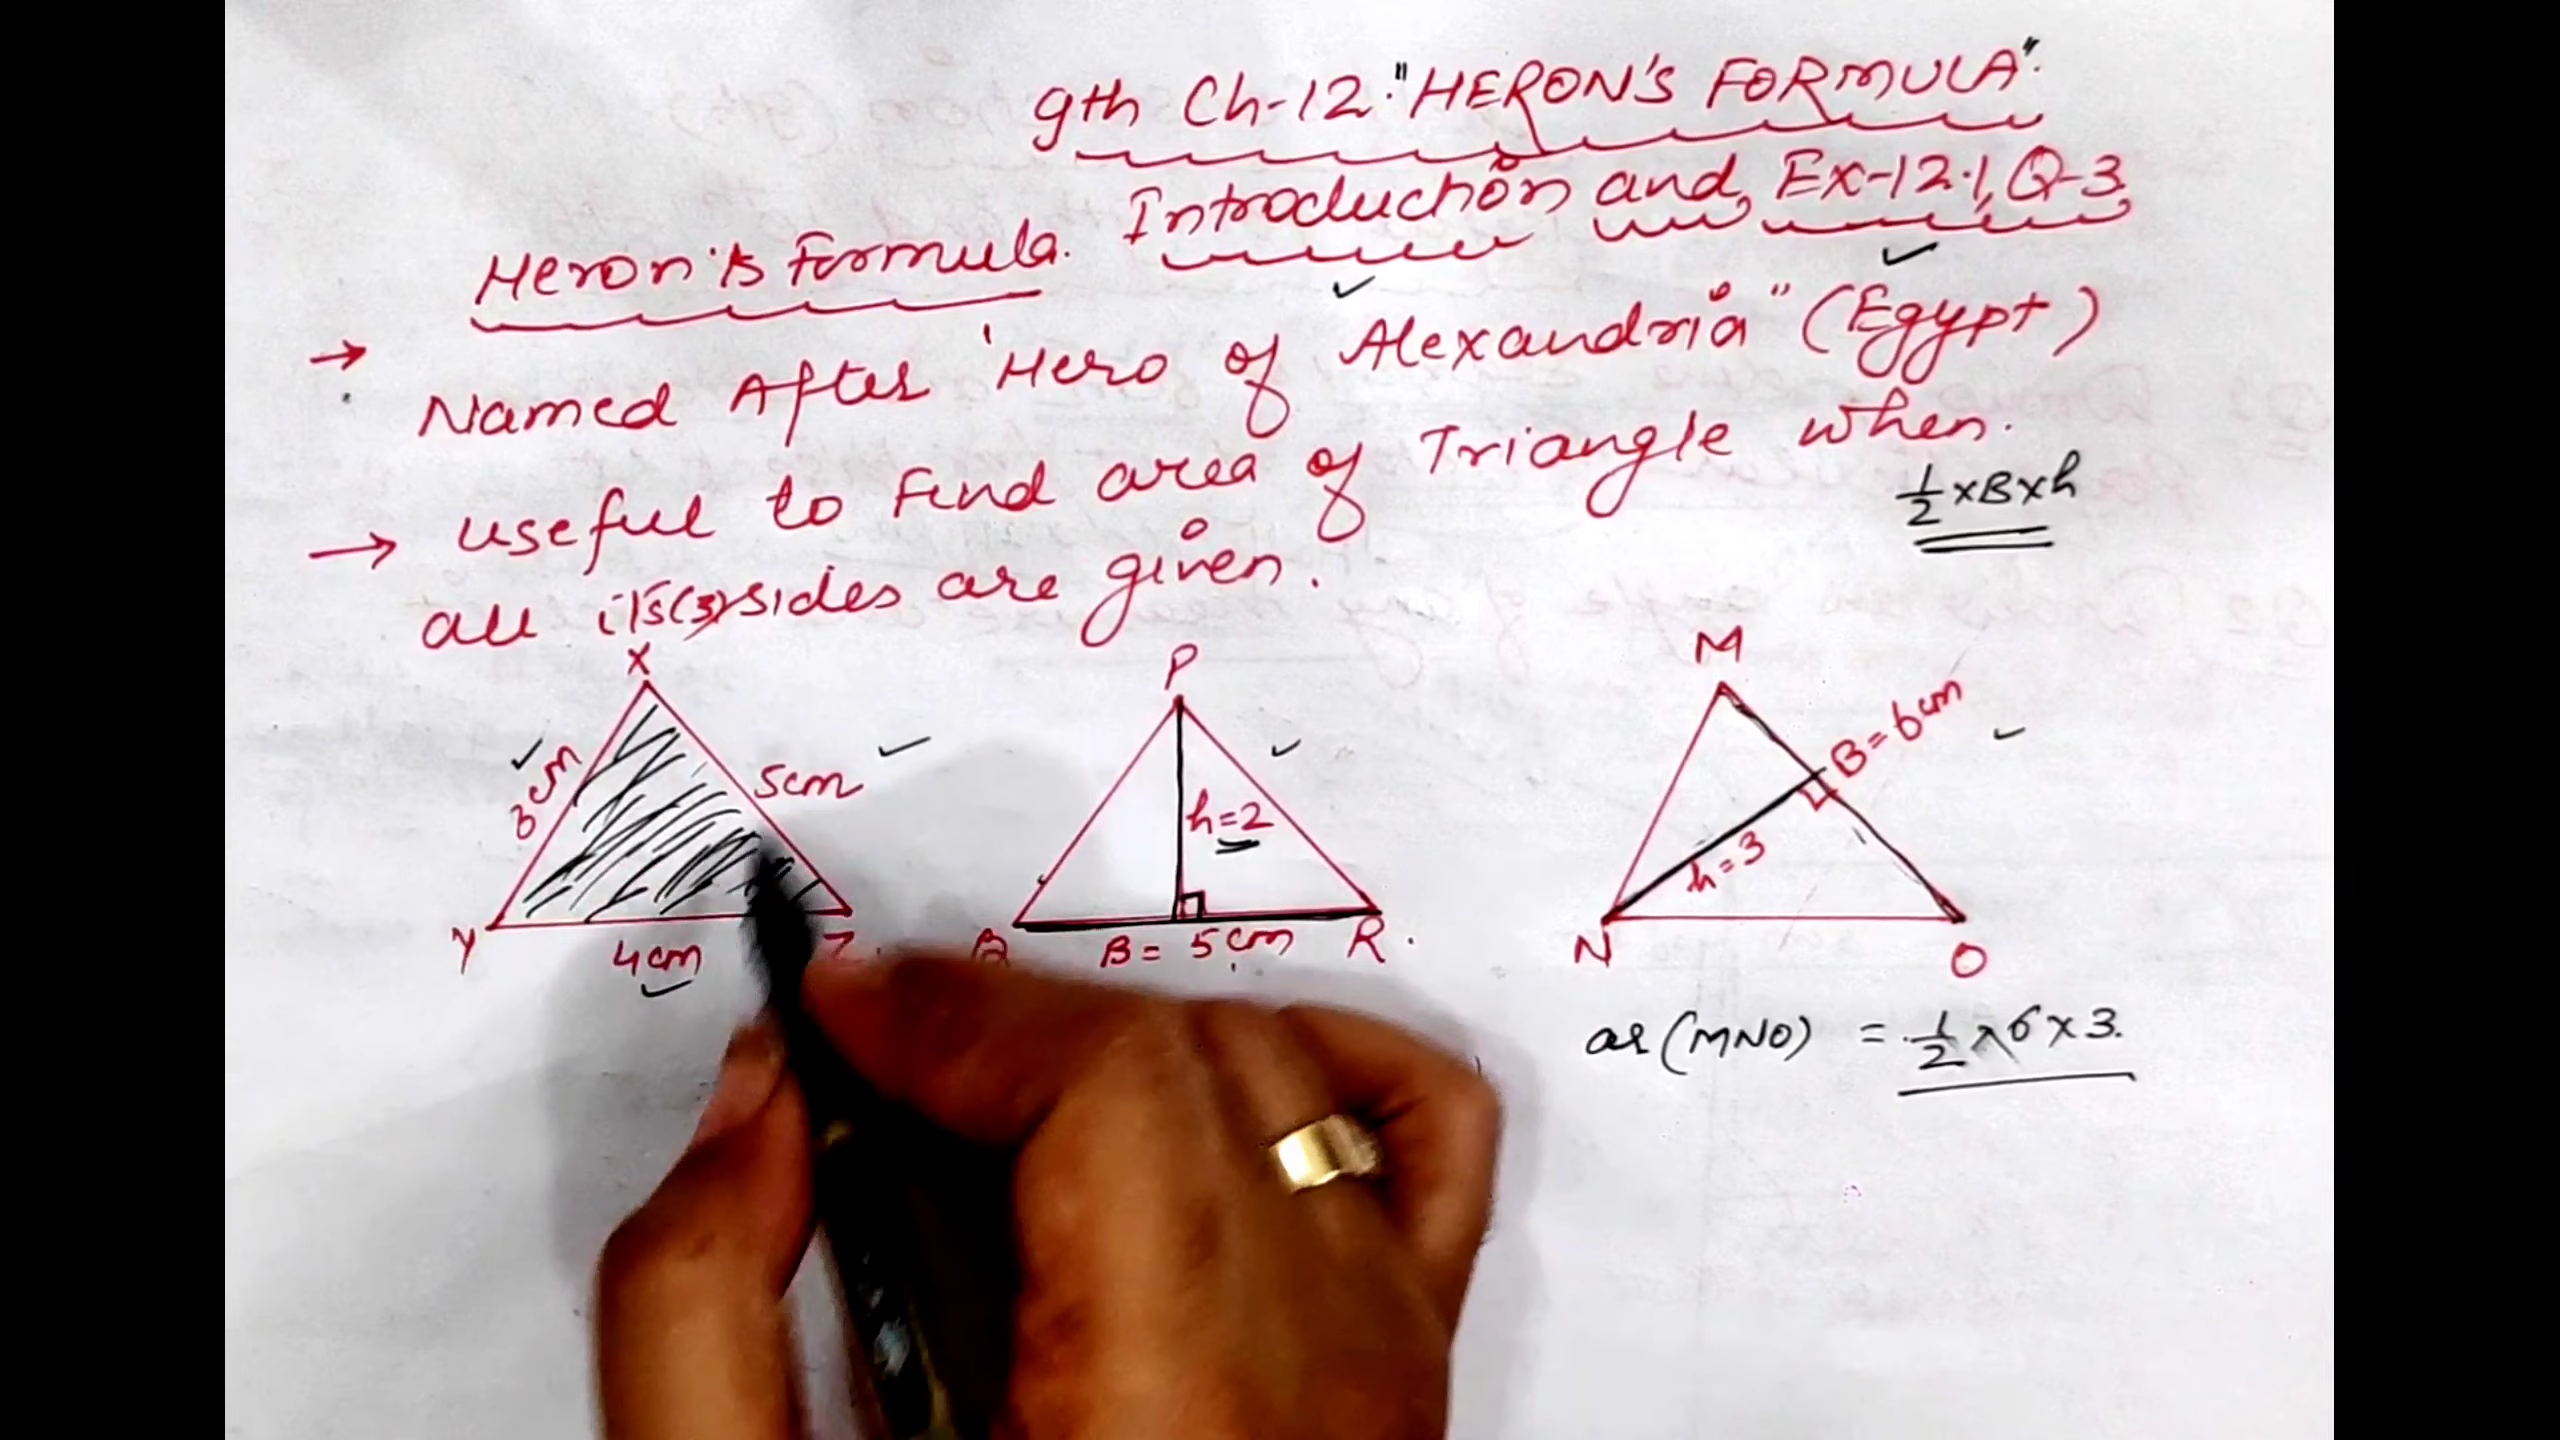 9th Ch-12. "HERON'S FORMULA".
Introduction and Ex-12.1, Q-3.
Heron's Formula.
→ Named After 'Hero of Alexandria" (Egypt)
→ useful to Find area of Triangle when.
all its (3) sides are given.
1/2 × B × h
X
3cm
5cm
Y
4cm
Z
P
h=2
Q
B = 5cm
R.
M
B = 6cm
h=3
N
O
ar (MNO) = 1/2 × 6 × 3.